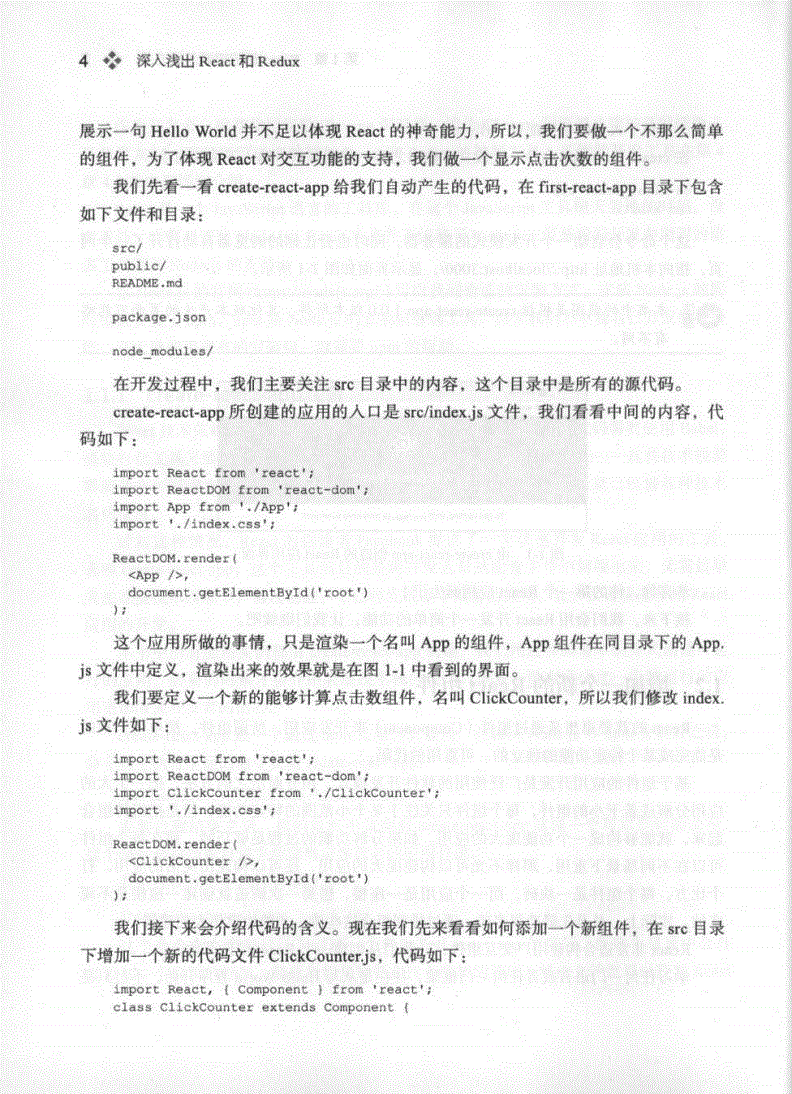 4 深入浅出 React 和 Redux
展示一句 Hello World 并不足以体现 React 的神奇能力，所以，我们要做一个不那么简单
的组件，为了体现 React 对交互功能的支持，我们做一个显示点击次数的组件。
我们先看一看 create-react-app 给我们自动产生的代码，在 first-react-app 目录下包含
如下文件和目录：
src/
public/
README.md
package.json
node_modules/
在开发过程中，我们主要关注 src 目录中的内容，这个目录中是所有的源代码。
create-react-app 所创建的应用的入口是 src/index.js 文件，我们看看中间的内容，代
码如下：
import React from 'react';
import ReactDOM from 'react-dom';
import App from './App';
import './index.css';
ReactDOM.render(
<App />,
document.getElementById('root')
);
这个应用所做的事情，只是渲染一个名叫 App 的组件，App 组件在同目录下的 App.
js 文件中定义，渲染出来的效果就是在图 1-1 中看到的界面。
我们要定义一个新的能够计算点击数组件，名叫 ClickCounter，所以我们修改 index.
js 文件如下：
import React from 'react';
import ReactDOM from 'react-dom';
import ClickCounter from './ClickCounter';
import './index.css';
ReactDOM.render(
<ClickCounter />,
document.getElementById('root')
);
我们接下来会介绍代码的含义。现在我们先来看看如何添加一个新组件，在 src 目录
下增加一个新的代码文件 ClickCounter.js，代码如下：
import React, { Component } from 'react';
class ClickCounter extends Component {